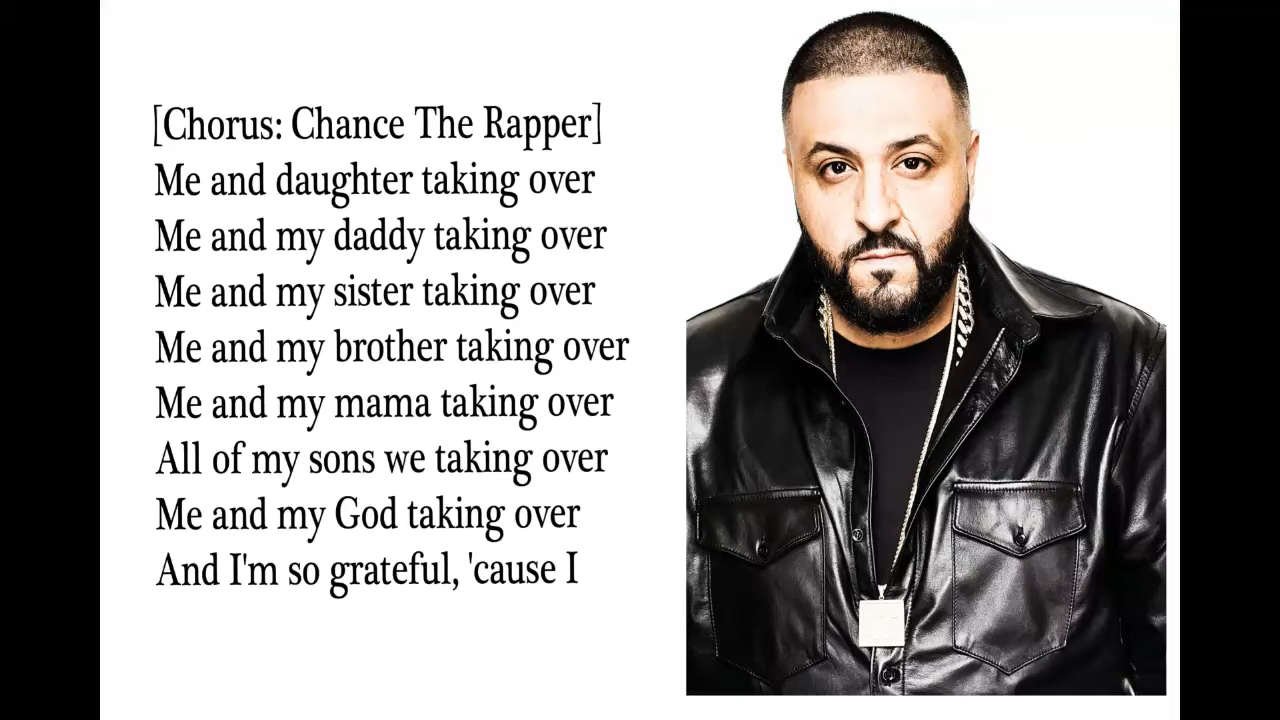 [Chorus: Chance The Rapper]
Me and daughter taking over
Me and my daddy taking over
Me and my sister taking over
Me and my brother taking over
Me and my mama taking over
All of my sons we taking over
Me and my God taking over
And I'm so grateful, 'cause I